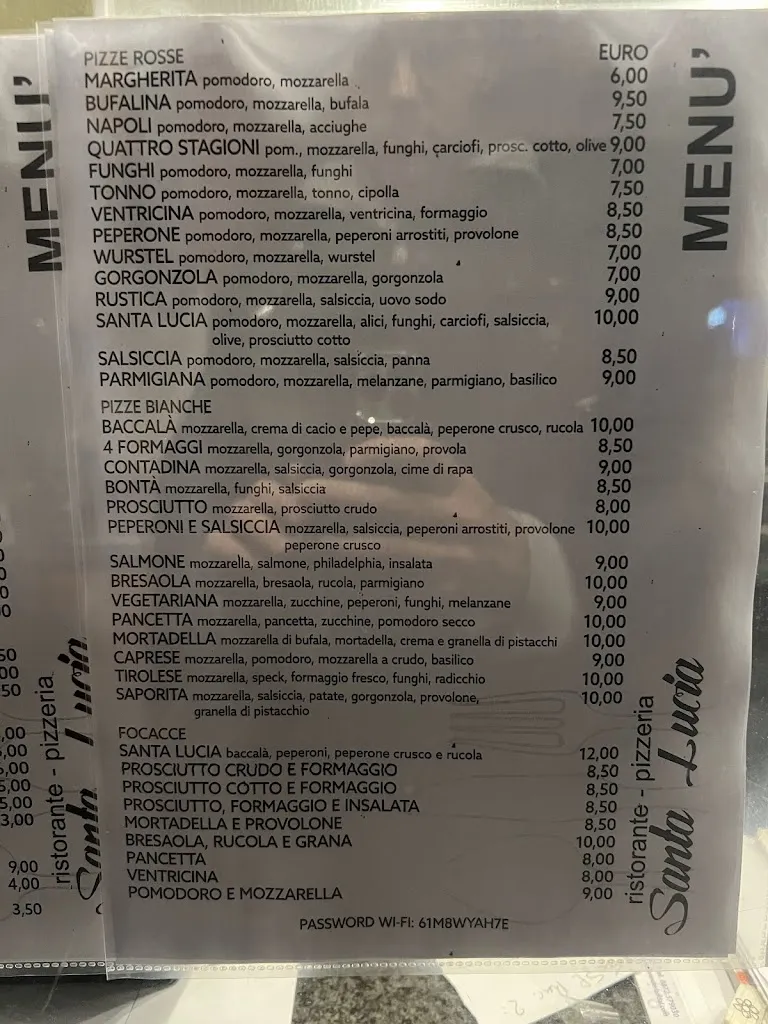 PIZZE ROSSE EURO
MARGHERITA pomodoro, mozzarella 6,00
BUFALINA pomodoro, mozzarella, bufala 9,50
NAPOLI pomodoro, mozzarella, acciughe 7,50
QUATTRO STAGIONI pom., mozzarella, funghi, carciofi, prosc. cotto, olive 9,00
FUNGHI pomodoro, mozzarella, funghi 7,00
TONNO pomodoro, mozzarella, tonno, cipolla 7,50
VENTRICINA pomodoro, mozzarella, ventricina, formaggio 8,50
PEPERONE pomodoro, mozzarella, peperoni arrostiti, provolone 8,50
WURSTEL pomodoro, mozzarella, wurstel 7,00
GORGONZOLA pomodoro, mozzarella, gorgonzola 7,00
RUSTICA pomodoro, mozzarella, salsiccia, uovo sodo 9,00
SANTA LUCIA pomodoro, mozzarella, alici, funghi, carciofi, salsiccia, 10,00
olive, prosciutto cotto
SALSICCIA pomodoro, mozzarella, salsiccia, panna 8,50
PARMIGIANA pomodoro, mozzarella, melanzane, parmigiano, basilico 9,00
PIZZE BIANCHE
BACCALÀ mozzarella, crema di cacio e pepe, baccalà, peperone crusco, rucola 10,00
4 FORMAGGI mozzarella, gorgonzola, parmigiano, provola 8,50
CONTADINA mozzarella, salsiccia, gorgonzola, cime di rapa 9,00
BONTÀ mozzarella, funghi, salsiccia 8,50
PROSCIUTTO mozzarella, prosciutto crudo 8,00
PEPERONI E SALSICCIA mozzarella, salsiccia, peperoni arrostiti, provolone 10,00
peperone crusco
SALMONE mozzarella, salmone, philadelphia, insalata 9,00
BRESAOLA mozzarella, bresaola, rucola, parmigiano 10,00
VEGETARIANA mozzarella, zucchine, peperoni, funghi, melanzane 9,00
PANCETTA mozzarella, pancetta, zucchine, pomodoro secco 10,00
MORTADELLA mozzarella di bufala, mortadella, crema e granella di pistacchi 10,00
CAPRESE mozzarella, pomodoro, mozzarella a crudo, basilico 9,00
TIROLESE mozzarella, speck, formaggio fresco, funghi, radicchio 10,00
SAPORITA mozzarella, salsiccia, patate, gorgonzola, provolone, 10,00
granella di pistacchio
FOCACCE
SANTA LUCIA baccalà, peperoni, peperone crusco e rucola 12,00
PROSCIUTTO CRUDO E FORMAGGIO 8,50
PROSCIUTTO COTTO E FORMAGGIO 8,50
PROSCIUTTO, FORMAGGIO E INSALATA 8,50
MORTADELLA E PROVOLONE 8,50
BRESAOLA, RUCOLA E GRANA 10,00
PANCETTA 8,00
VENTRICINA 8,00
POMODORO E MOZZARELLA 9,00
PASSWORD WI-FI: 61M8WYAH7E
MENU'
ristorante - pizzeria
Santa Lucia
MENU'
ristorante - pizzeria
Santa Lucia
9,00
4,00
3,50